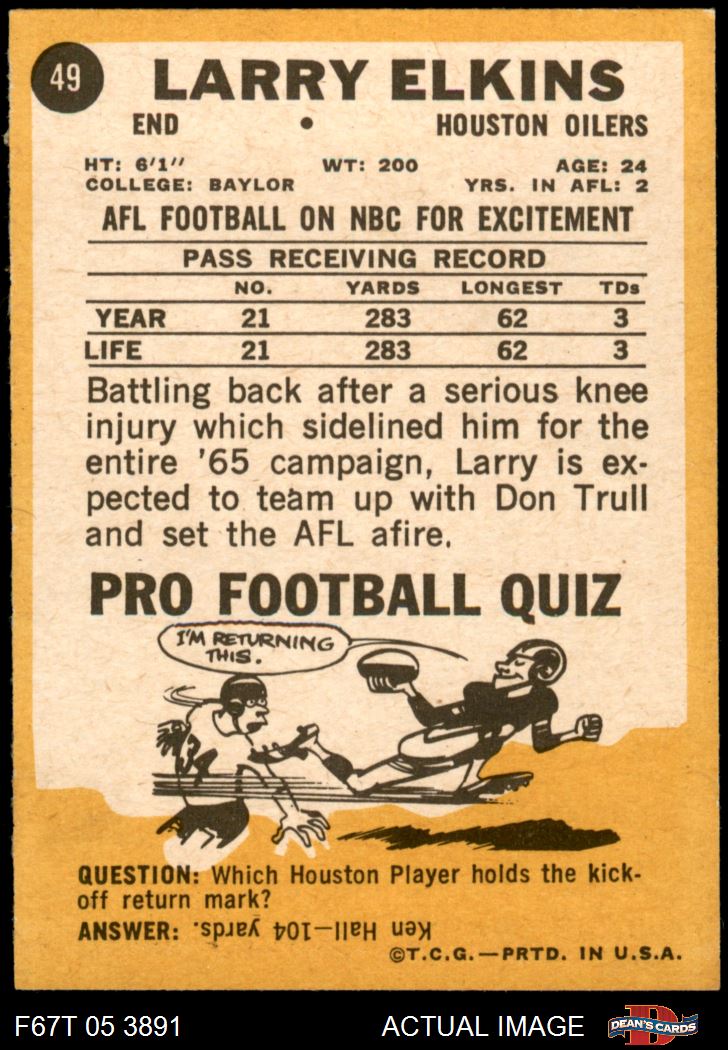 49
LARRY ELKINS
END • HOUSTON OILERS
HT: 6'1" WT: 200 AGE: 24
COLLEGE: BAYLOR YRS. IN AFL: 2
AFL FOOTBALL ON NBC FOR EXCITEMENT
PASS RECEIVING RECORD
NO. YARDS LONGEST TDs
YEAR 21 283 62 3
LIFE 21 283 62 3
Battling back after a serious knee
injury which sidelined him for the
entire '65 campaign, Larry is ex-
pected to team up with Don Trull
and set the AFL afire.
PRO FOOTBALL QUIZ
I'M RETURNING
THIS.
34
QUESTION: Which Houston Player holds the kick-
off return mark?
ANSWER: Ken Hall—104 yards.
©T.C.G.—PRTD. IN U.S.A.
F67T 05 3891 ACTUAL IMAGE D DEAN'S CARDS